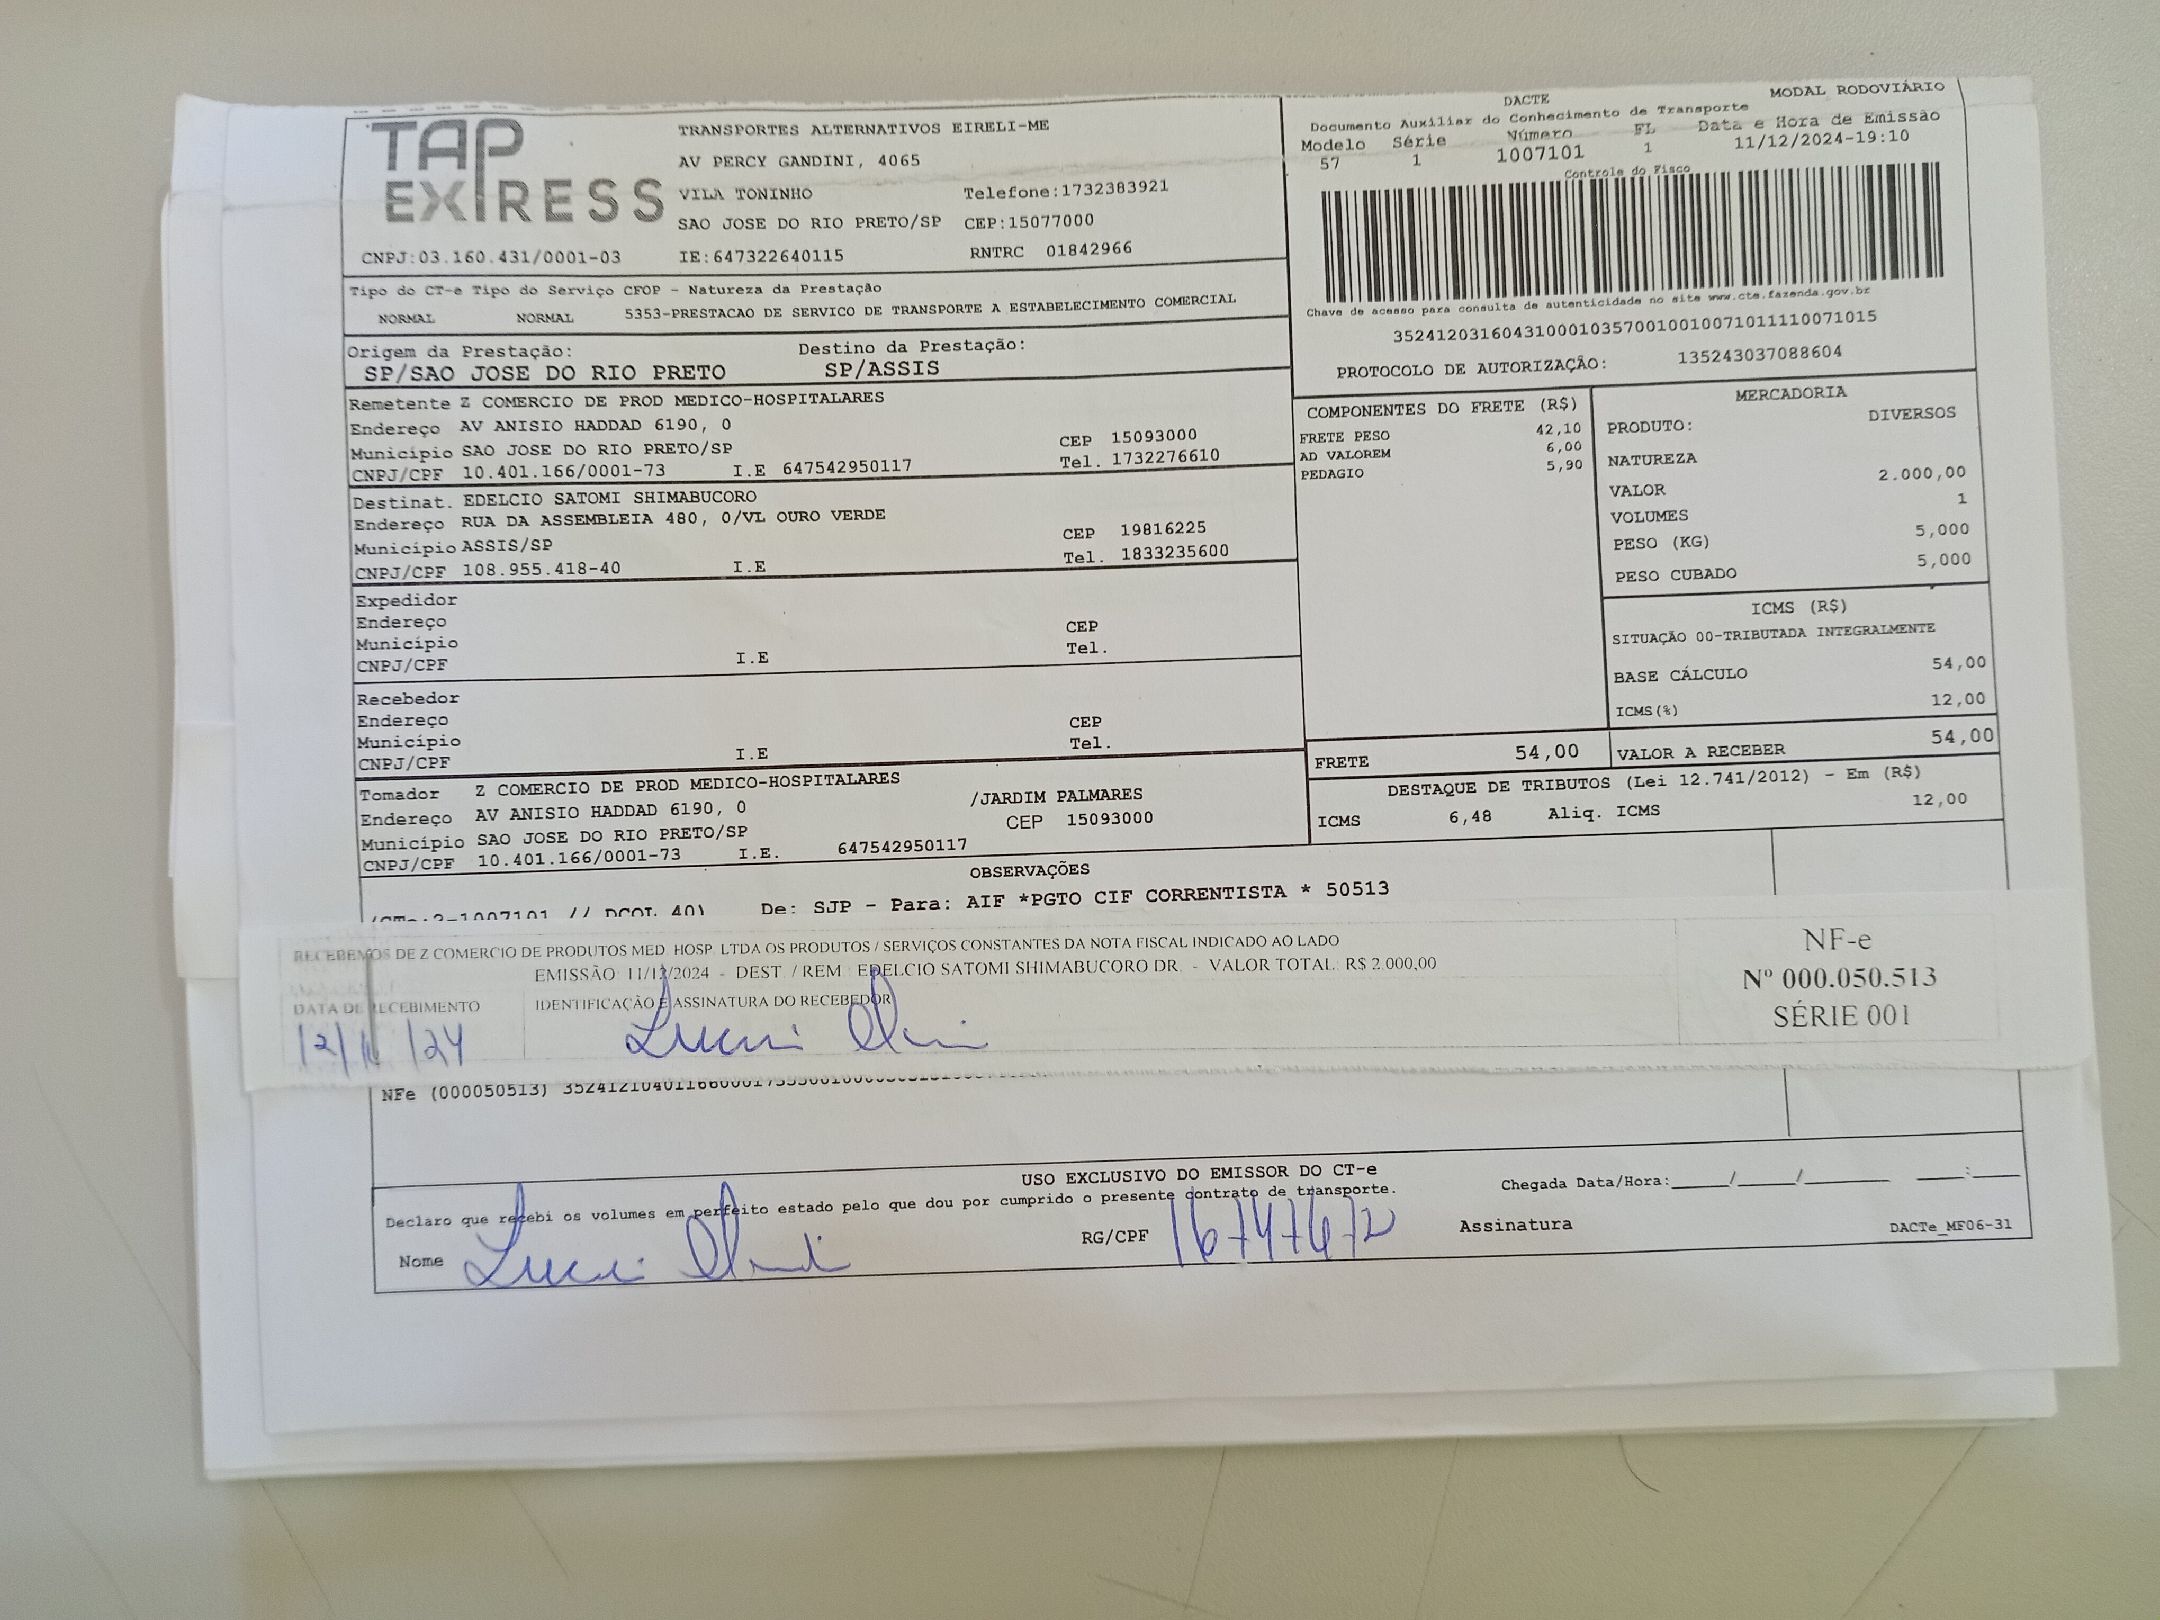 TAP EXPRESS
TRANSPORTES ALTERNATIVOS EIRELI-ME
AV PERCY GANDINI, 4065
VILA TONINHO Telefone:1732383921
SAO JOSE DO RIO PRETO/SP CEP:15077000
CNPJ:03.160.431/0001-03 IE:647322640115 RNTRC 01842966
DACTE MODAL RODOVIÁRIO
Documento Auxiliar do Conhecimento de Transporte
Modelo Série Número FL Data e Hora de Emissão
57 1 1007101 1 11/12/2024-19:10
Controle do Fisco
Chave de acesso para consulta de autenticidade no site www.cte.fazenda.gov.br
35241203160431000103570010010071011110071015
PROTOCOLO DE AUTORIZAÇÃO: 135243037088604
Tipo do CT-e Tipo do Serviço CFOP - Natureza da Prestação
NORMAL NORMAL 5353-PRESTACAO DE SERVICO DE TRANSPORTE A ESTABELECIMENTO COMERCIAL
Origem da Prestação: Destino da Prestação:
SP/SAO JOSE DO RIO PRETO SP/ASSIS
Remetente Z COMERCIO DE PROD MEDICO-HOSPITALARES
Endereço AV ANISIO HADDAD 6190, 0
Município SAO JOSE DO RIO PRETO/SP CEP 15093000
CNPJ/CPF 10.401.166/0001-73 I.E 647542950117 Tel. 1732276610
Destinat. EDELCIO SATOMI SHIMABUCORO
Endereço RUA DA ASSEMBLEIA 480, 0/VL OURO VERDE
Município ASSIS/SP CEP 19816225
CNPJ/CPF 108.955.418-40 I.E Tel. 1833235600
Expedidor
Endereço
Município CEP
CNPJ/CPF I.E Tel.
Recebedor
Endereço
Município CEP
CNPJ/CPF I.E Tel.
Tomador Z COMERCIO DE PROD MEDICO-HOSPITALARES
Endereço AV ANISIO HADDAD 6190, 0 /JARDIM PALMARES
Município SAO JOSE DO RIO PRETO/SP CEP 15093000
CNPJ/CPF 10.401.166/0001-73 I.E. 647542950117
COMPONENTES DO FRETE (R$)
FRETE PESO 42,10
AD VALOREM 6,00
PEDAGIO 5,90
MERCADORIA
PRODUTO: DIVERSOS
NATUREZA
VALOR 2.000,00
VOLUMES 1
PESO (KG) 5,000
PESO CUBADO 5,000
ICMS (R$)
SITUAÇÃO 00-TRIBUTADA INTEGRALMENTE
BASE CÁLCULO 54,00
ICMS(%) 12,00
FRETE 54,00 VALOR A RECEBER 54,00
DESTAQUE DE TRIBUTOS (Lei 12.741/2012) - Em (R$)
ICMS 6,48 Aliq. ICMS 12,00
OBSERVAÇÕES
De: SJP - Para: AIF *PGTO CIF CORRENTISTA * 50513
RECEBEMOS DE Z COMERCIO DE PRODUTOS MED. HOSP. LTDA OS PRODUTOS / SERVIÇOS CONSTANTES DA NOTA FISCAL INDICADO AO LADO
EMISSÃO: 11/12/2024 - DEST. / REM.: EDELCIO SATOMI SHIMABUCORO DR. - VALOR TOTAL: R$ 2.000,00
DATA DE RECEBIMENTO IDENTIFICAÇÃO E ASSINATURA DO RECEBEDOR
NF-e
Nº 000.050.513
SÉRIE 001
NFe (000050513)
USO EXCLUSIVO DO EMISSOR DO CT-e
Declaro que recebi os volumes em perfeito estado pelo que dou por cumprido o presente contrato de transporte.
Chegada Data/Hora:_____/_____/_______ ____:____
Nome RG/CPF Assinatura
DACTe_MF06-31